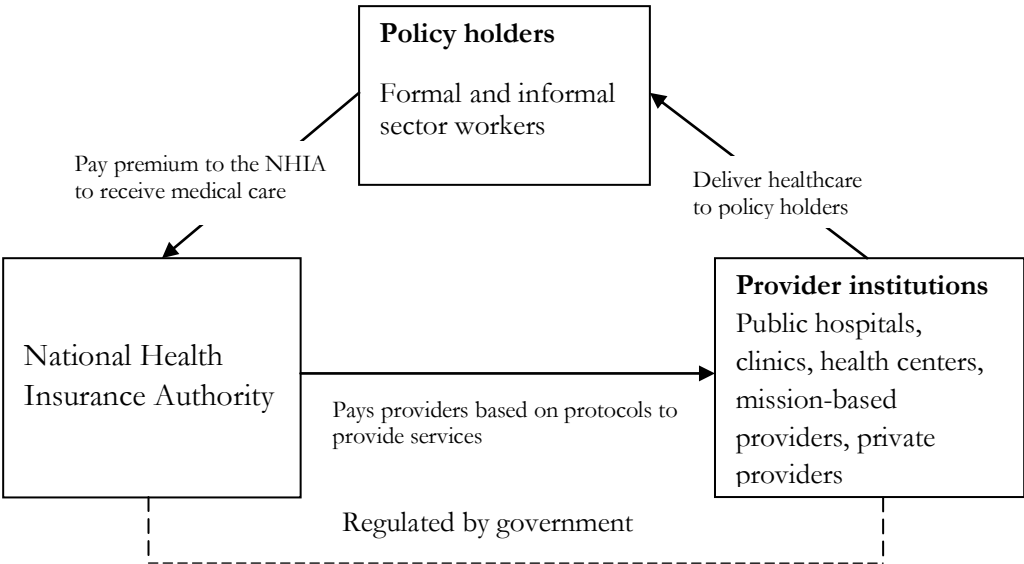 Policy holders
Formal and informal
sector workers
Pay premium to the NHIA
to receive medical care
Deliver healthcare
to policy holders
National Health
Insurance Authority
Pays providers based on protocols to
provide services
Provider institutions
Public hospitals,
clinics, health centers,
mission-based
providers, private
providers
Regulated by government